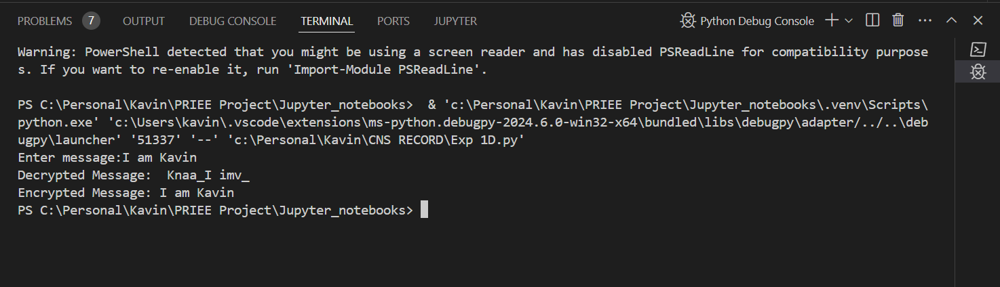 PROBLEMS 7 OUTPUT DEBUG CONSOLE TERMINAL PORTS JUPYTER Python Debug Console
Warning: PowerShell detected that you might be using a screen reader and has disabled PSReadLine for compatibility purpose
s. If you want to re-enable it, run 'Import-Module PSReadLine'.
PS C:\Personal\Kavin\PRIEE Project\Jupyter_notebooks>  & 'c:\Personal\Kavin\PRIEE Project\Jupyter_notebooks\.venv\Scripts\
python.exe' 'c:\Users\kavin\.vscode\extensions\ms-python.debugpy-2024.6.0-win32-x64\bundled\libs\debugpy\adapter/../..\deb
ugpy\launcher' '51337' '--' 'c:\Personal\Kavin\CNS RECORD\Exp 1D.py'
Enter message:I am Kavin
Decrypted Message:  Knaa_I imv_
Encrypted Message: I am Kavin
PS C:\Personal\Kavin\PRIEE Project\Jupyter_notebooks>